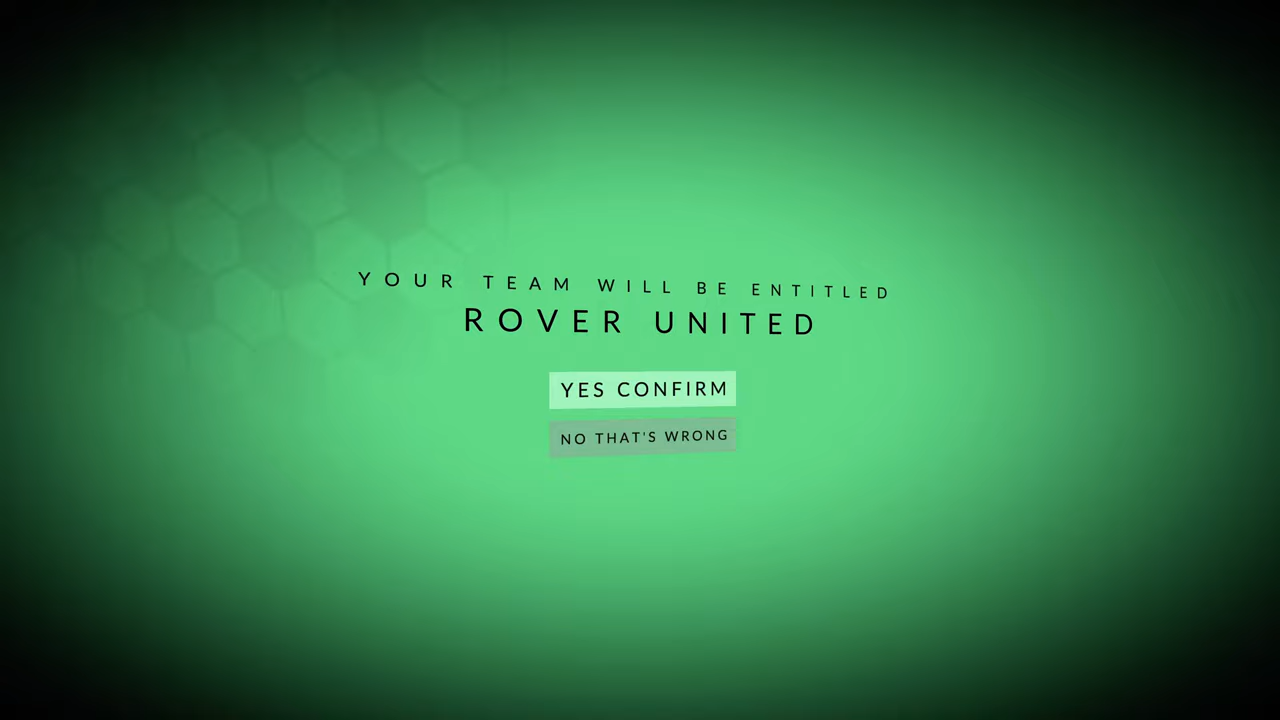 YOUR TEAM WILL BE ENTITLED
ROVER UNITED
YES CONFIRM
NO THAT'S WRONG